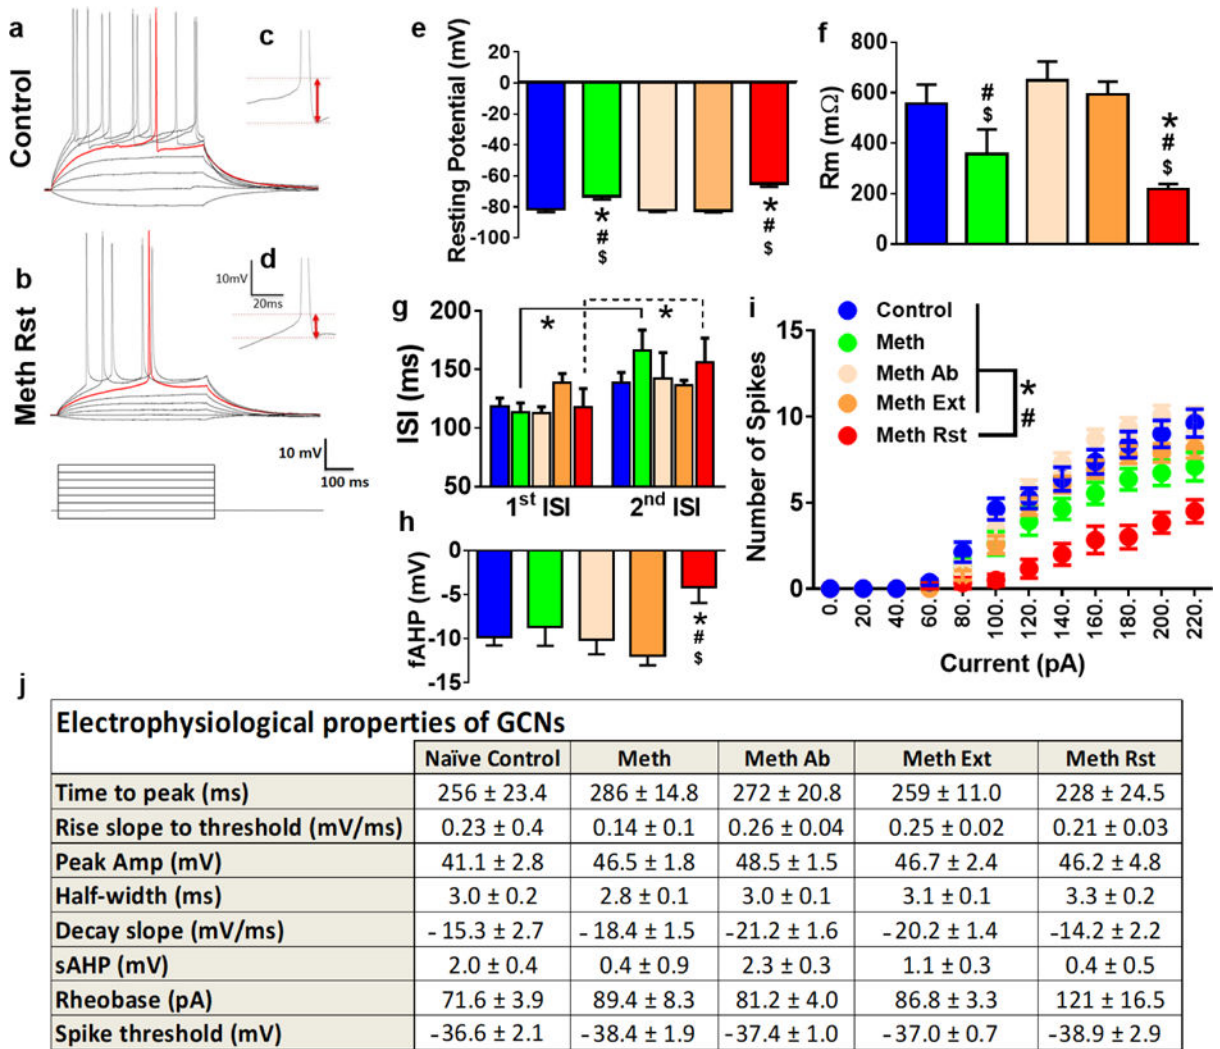 a
Control
c
b
Meth Rst
d
10mV
20ms
10 mV
100 ms
e
Resting Potential (mV)
20
0
-20
-40
-60
-80
-100
*
#
$
*
#
$
f
Rm (mΩ)
800
600
400
200
0
#
$
*
#
$
g
ISI (ms)
200
150
100
50
*
*
1st ISI
2nd ISI
h
fAHP (mV)
0
-5
-10
-15
*
#
$
i
Control
Meth
Meth Ab
Meth Ext
Meth Rst
*
#
Number of Spikes
15
10
5
0
0.
20.
40.
60.
80.
100.
120.
140.
160.
180.
200.
220.
Current (pA)
j
Electrophysiological properties of GCNs
Naïve Control Meth Meth Ab Meth Ext Meth Rst
Time to peak (ms) 256 ± 23.4 286 ± 14.8 272 ± 20.8 259 ± 11.0 228 ± 24.5
Rise slope to threshold (mV/ms) 0.23 ± 0.4 0.14 ± 0.1 0.26 ± 0.04 0.25 ± 0.02 0.21 ± 0.03
Peak Amp (mV) 41.1 ± 2.8 46.5 ± 1.8 48.5 ± 1.5 46.7 ± 2.4 46.2 ± 4.8
Half-width (ms) 3.0 ± 0.2 2.8 ± 0.1 3.0 ± 0.1 3.1 ± 0.1 3.3 ± 0.2
Decay slope (mV/ms) -15.3 ± 2.7 -18.4 ± 1.5 -21.2 ± 1.6 -20.2 ± 1.4 -14.2 ± 2.2
sAHP (mV) 2.0 ± 0.4 0.4 ± 0.9 2.3 ± 0.3 1.1 ± 0.3 0.4 ± 0.5
Rheobase (pA) 71.6 ± 3.9 89.4 ± 8.3 81.2 ± 4.0 86.8 ± 3.3 121 ± 16.5
Spike threshold (mV) -36.6 ± 2.1 -38.4 ± 1.9 -37.4 ± 1.0 -37.0 ± 0.7 -38.9 ± 2.9